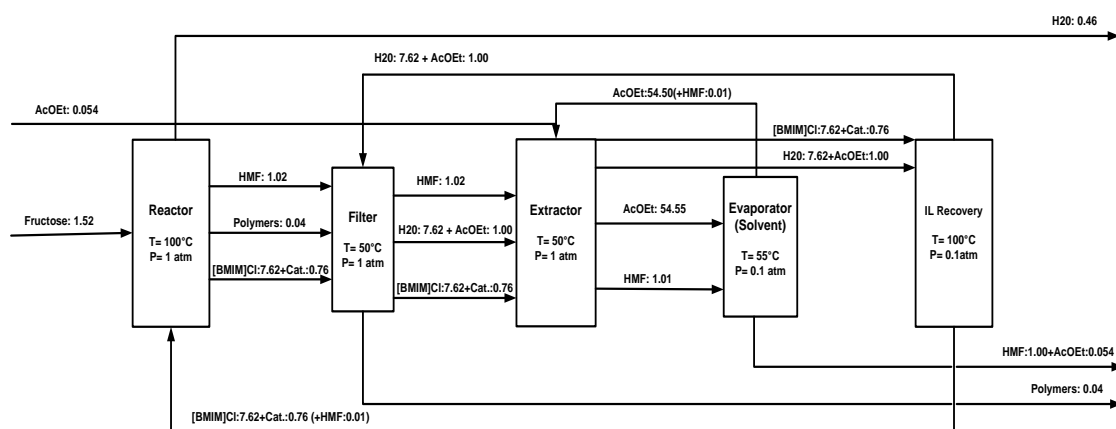 H20: 0.46
H20: 7.62 + AcOEt: 1.00
AcOEt:54.50(+HMF:0.01)
AcOEt: 0.054
[BMIM]Cl:7.62+Cat.:0.76
H20: 7.62+AcOEt:1.00
HMF: 1.02
HMF: 1.02
Fructose: 1.52
Reactor
T= 100°C
P= 1 atm
Polymers: 0.04
Filter
T= 50°C
P= 1 atm
H20: 7.62 + AcOEt: 1.00
Extractor
T= 50°C
P= 1 atm
AcOEt: 54.55
Evaporator
(Solvent)
T= 55°C
P= 0.1 atm
IL Recovery
T= 100°C
P= 0.1atm
[BMIM]Cl:7.62+Cat.:0.76
[BMIM]Cl:7.62+Cat.:0.76
HMF: 1.01
HMF:1.00+AcOEt:0.054
Polymers: 0.04
[BMIM]Cl:7.62+Cat.:0.76 (+HMF:0.01)